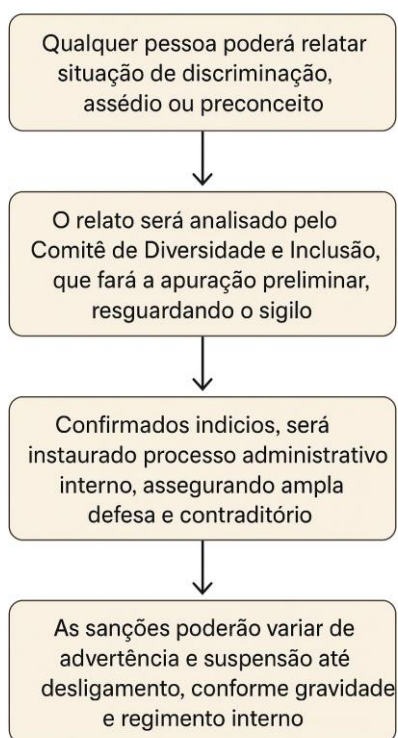 Qualquer pessoa poderá relatar
situação de discriminação,
assédio ou preconceito
O relato será analisado pelo
Comitê de Diversidade e Inclusão,
que fará a apuração preliminar,
resguardando o sigilo
Confirmados indicios, será
instaurado processo administrativo
interno, assegurando ampla
defesa e contraditório
As sanções poderão variar de
advertência e suspensão até
desligamento, conforme gravidade
e regimento interno